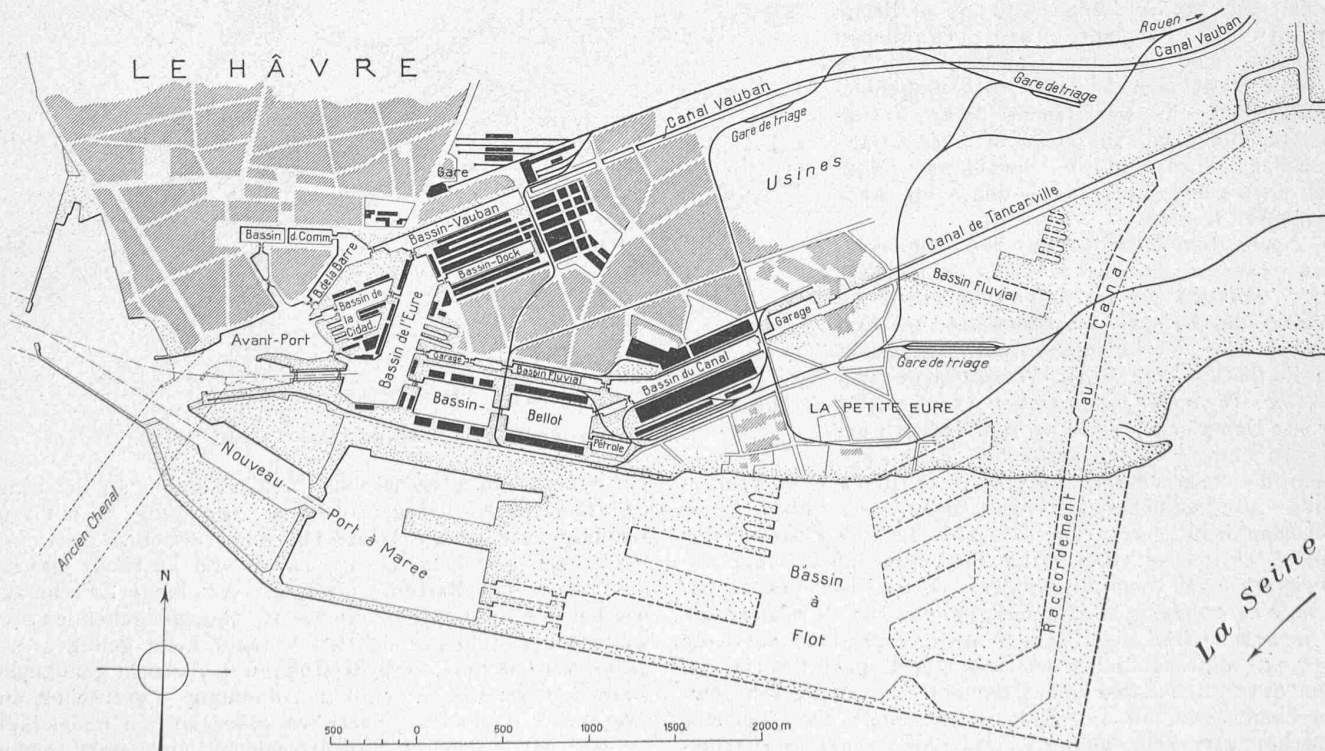 LE HÂVRE
Rouen
Canal Vauban
Canal Vauban
Gare de triage
Gare de triage
Usines
Gare
Bassin-Vauban
Canal de Tancarville
Bassin
d. Comm.
B. de la Barre
Bassin-Dock
Bassin de
la
Cidad.
Bassin de l'Eure
Bassin Fluvial
Garage
Avant-Port
Garage
Bassin Fluvial
Bassin du Canal
Gare de triage
Bassin-
Bellot
Pétrole
LA PETITE EURE
Nouveau
Port
à Maree
Ancien Chenal
Bassin
à
Flot
Raccordement au Canal
La Seine
N
500 0 500 1000 1500. 2000 m